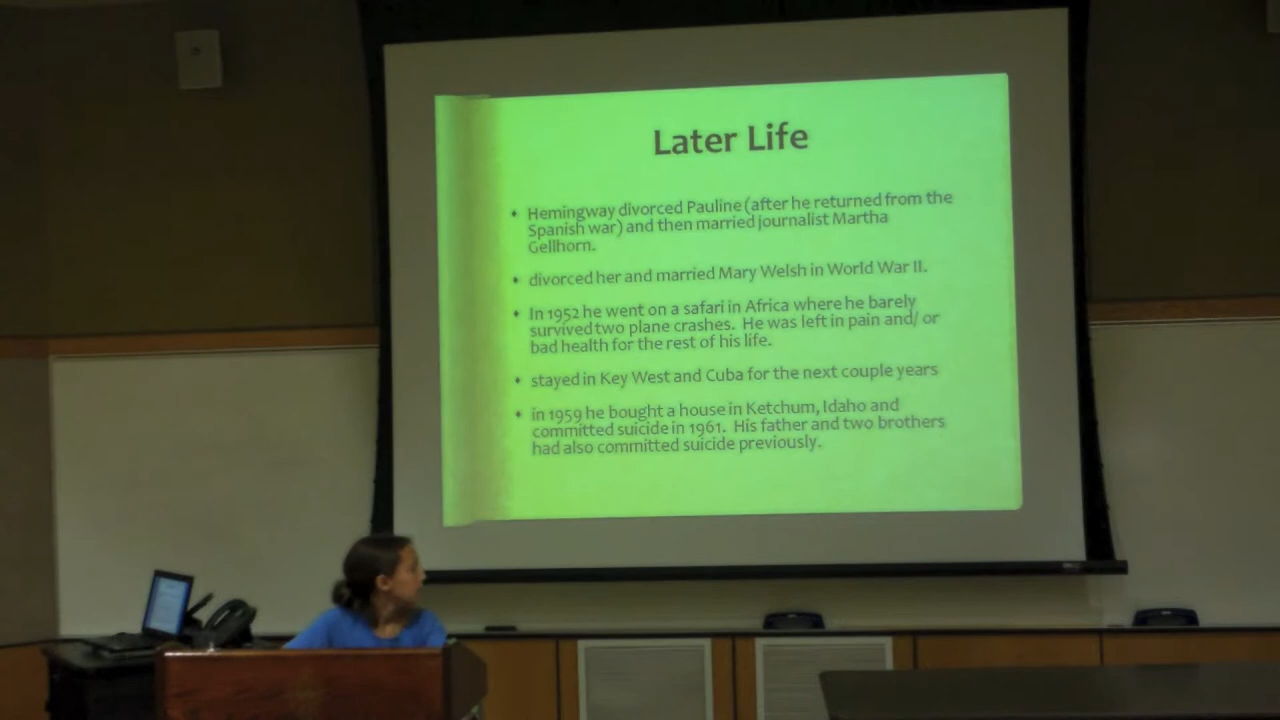 Later Life
• Hemingway divorced Pauline (after he returned from the
Spanish war) and then married journalist Martha
Gellhorn.
• divorced her and married Mary Welsh in World War II.
• In 1952 he went on a safari in Africa where he barely
survived two plane crashes. He was left in pain and/ or
bad health for the rest of his life.
• stayed in Key West and Cuba for the next couple years
• in 1959 he bought a house in Ketchum, Idaho and
committed suicide in 1961. His father and two brothers
had also committed suicide previously.